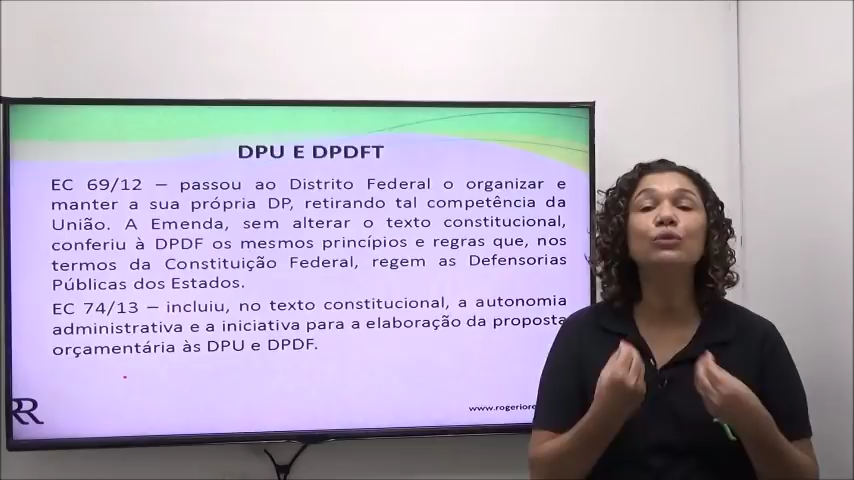 DPU E DPDFT
EC 69/12 – passou ao Distrito Federal o organizar e
manter a sua própria DP, retirando tal competência da
União. A Emenda, sem alterar o texto constitucional,
conferiu à DPDF os mesmos princípios e regras que, nos
termos da Constituição Federal, regem as Defensorias
Públicas dos Estados.
EC 74/13 – incluiu, no texto constitucional, a autonomia
administrativa e a iniciativa para a elaboração da proposta
orçamentária às DPU e DPDF.
RR